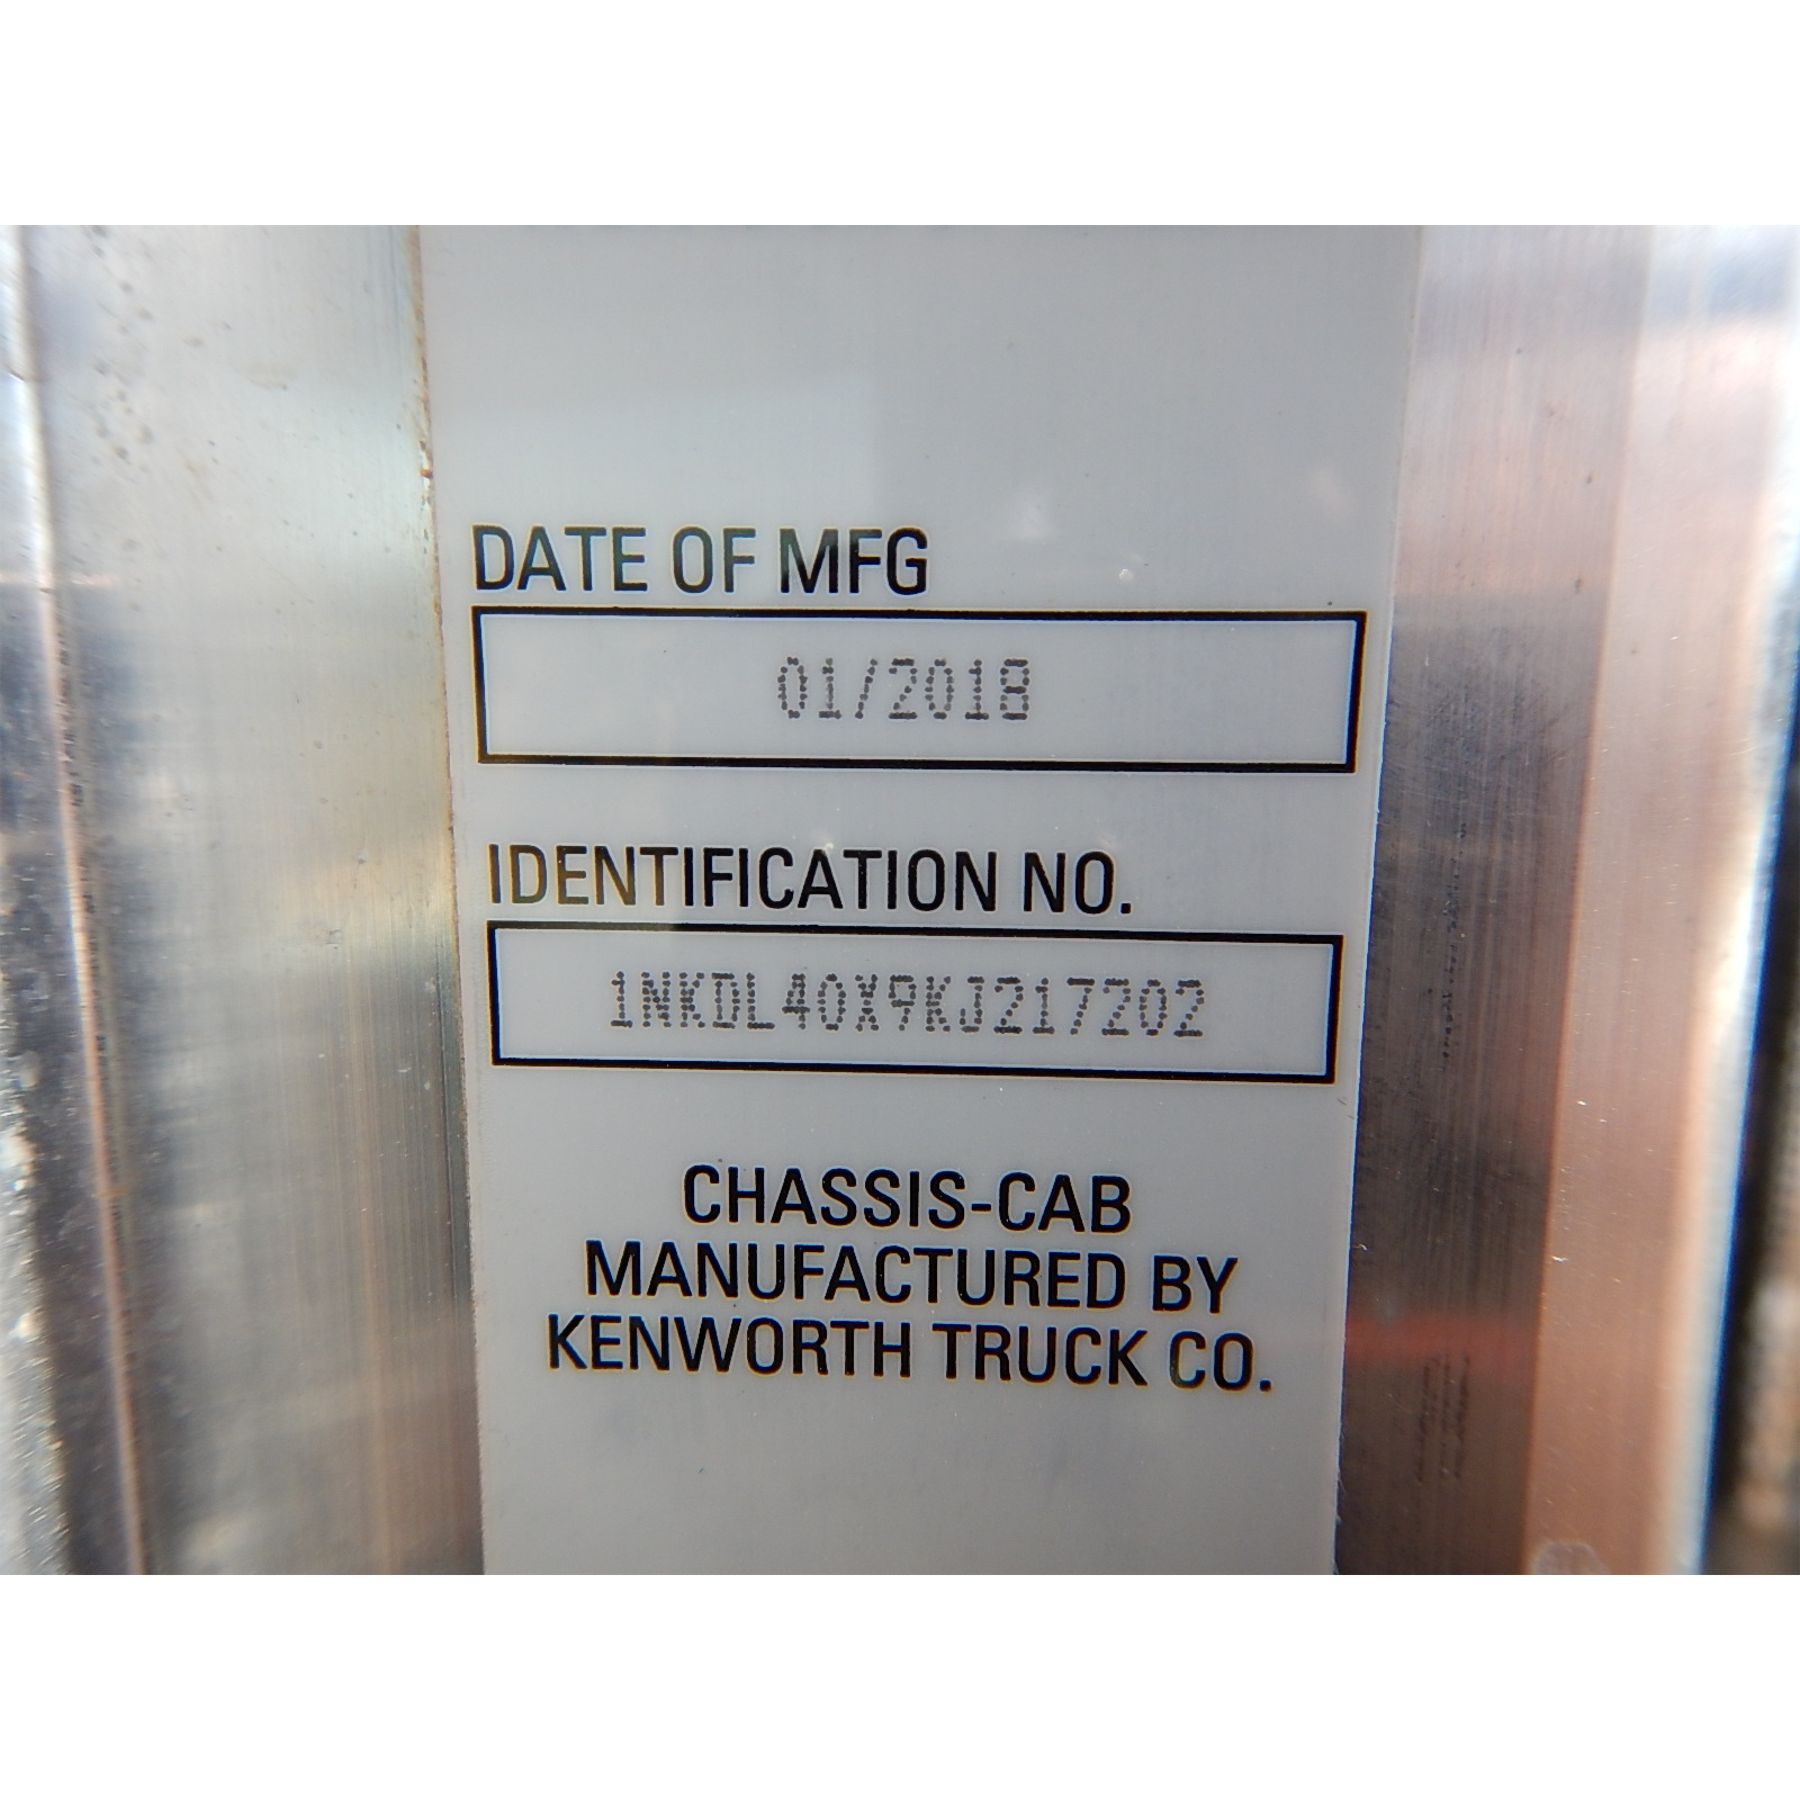 DATE OF MFG
01/2018
IDENTIFICATION NO.
1NKDL40X9KJ217202
CHASSIS-CAB
MANUFACTURED BY
KENWORTH TRUCK CO.